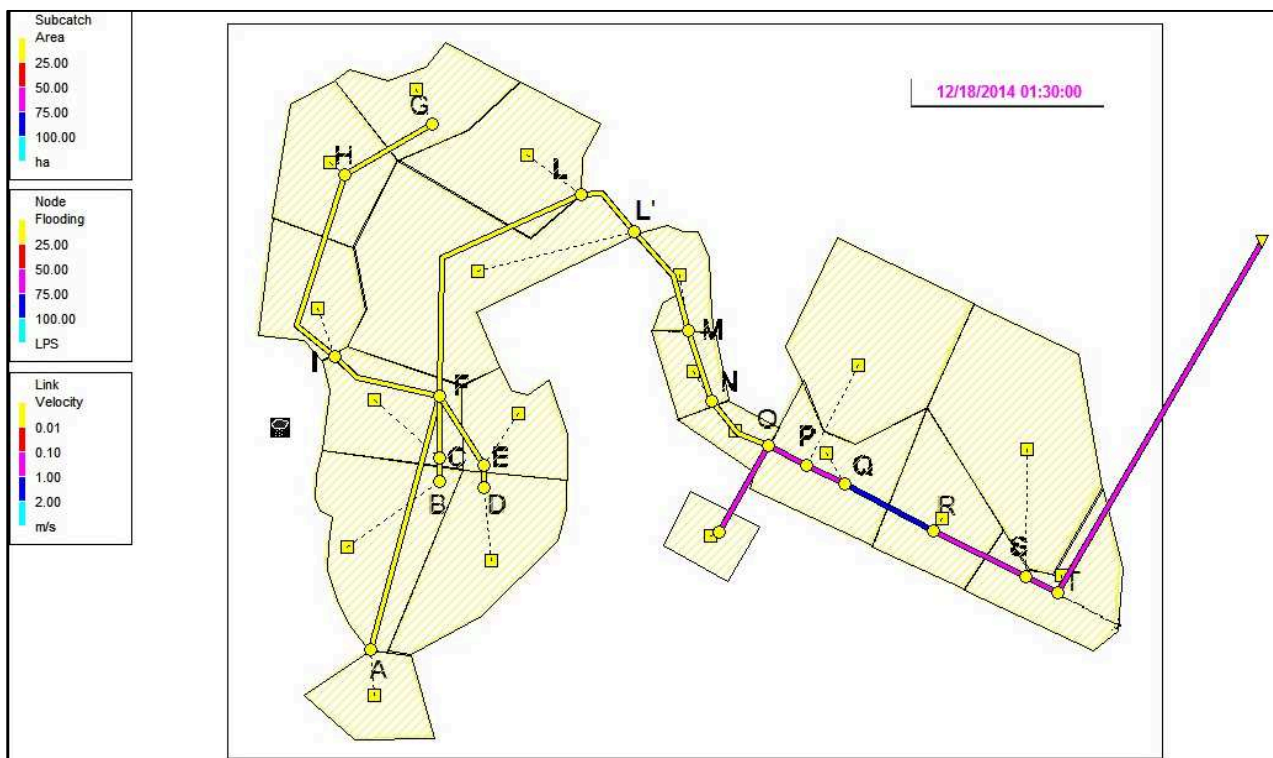 Subcatch
Area
25.00
50.00
75.00
100.00
ha
Node
Flooding
25.00
50.00
75.00
100.00
LPS
Link
Velocity
0.01
0.10
1.00
2.00
m/s
12/18/2014 01:30:00
G
H
L
L'
M
I
F
N
O
C
E
P
Q
B
D
R
S
T
A